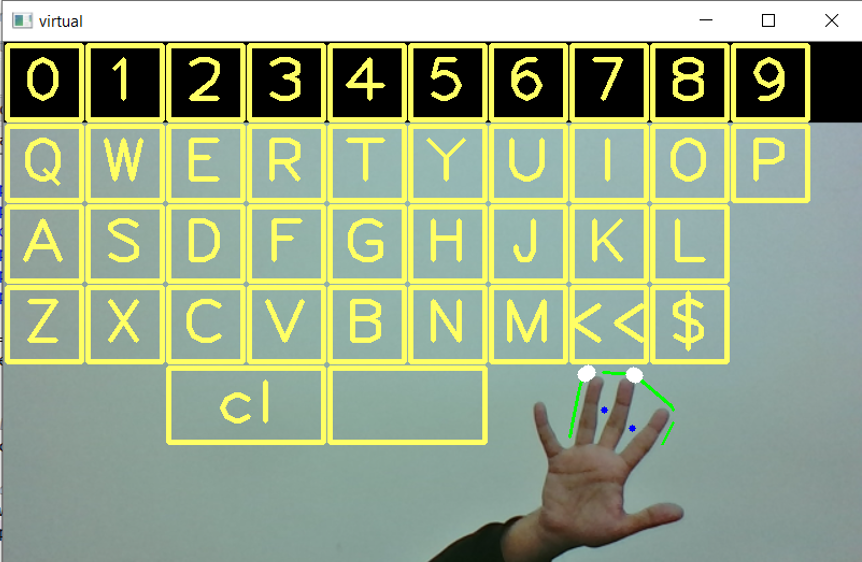 virtual
0 1 2 3 4 5 6 7 8 9
Q W E R T Y U I O P
A S D F G H J K L
Z X C V B N M << $
cl